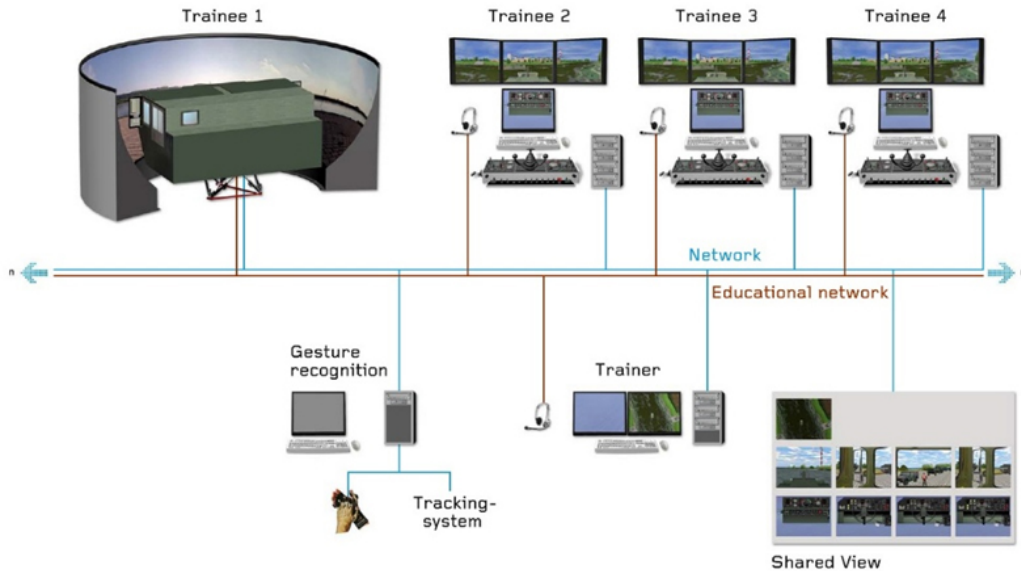 Trainee 1
Trainee 2
Trainee 3
Trainee 4
Network
n
Educational network
Gesture
recognition
Trainer
Tracking-
system
Shared View